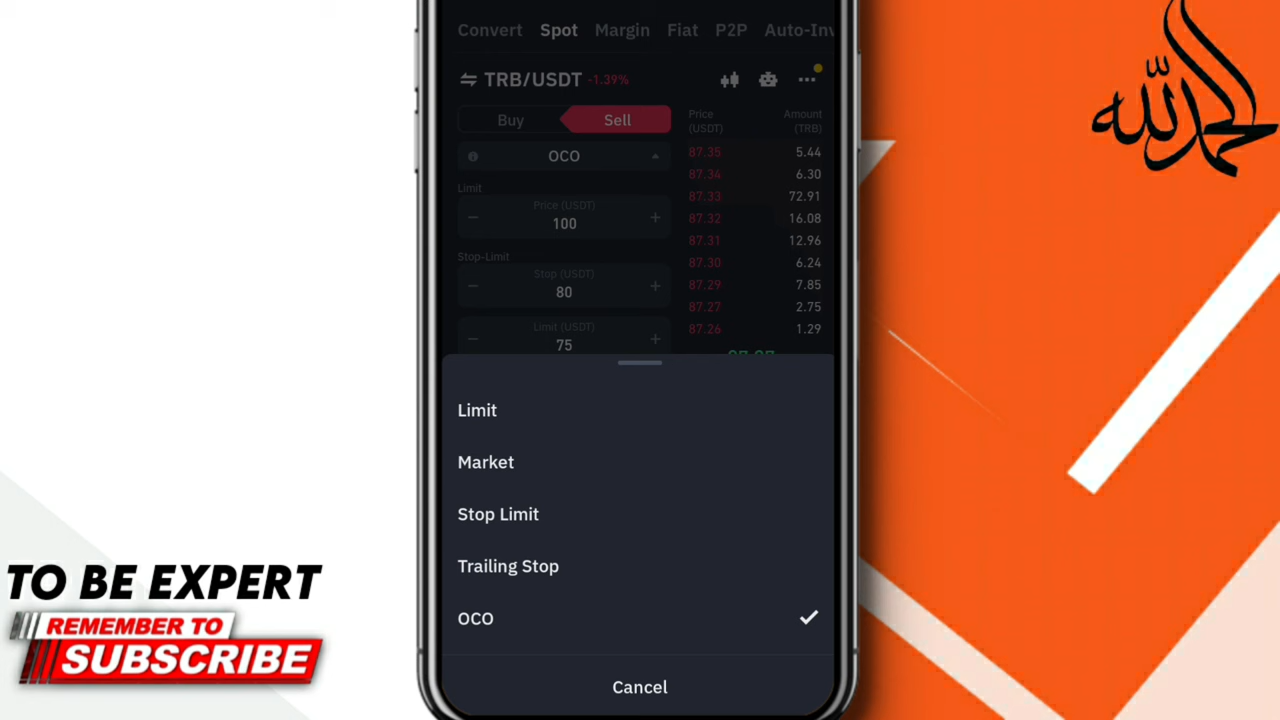 Convert Spot Margin Fiat P2P Auto-Inv
TRB/USDT -1.39%
Buy Sell
OCO
Limit
Price (USDT)
100
Stop-Limit
Stop (USDT)
80
Limit (USDT)
75
Price Amount
(USDT) (TRB)
87.35 5.44
87.34 6.30
87.33 72.91
87.32 16.08
87.31 12.96
87.30 6.24
87.29 7.85
87.27 2.75
87.26 1.29
Limit
Market
Stop Limit
Trailing Stop
OCO
Cancel
الحمد لله
TO BE EXPERT
REMEMBER TO
SUBSCRIBE